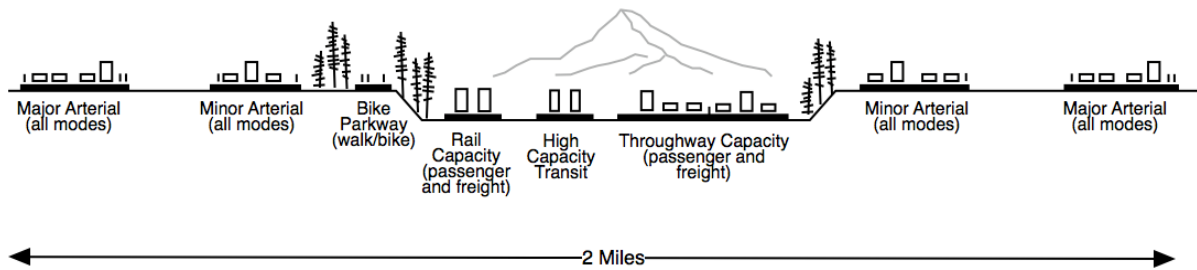 Major Arterial
(all modes)
Minor Arterial
(all modes)
Bike
Parkway
(walk/bike)
Rail
Capacity
(passenger
and freight)
High
Capacity
Transit
Throughway Capacity
(passenger and
freight)
Minor Arterial
(all modes)
Major Arterial
(all modes)
2 Miles